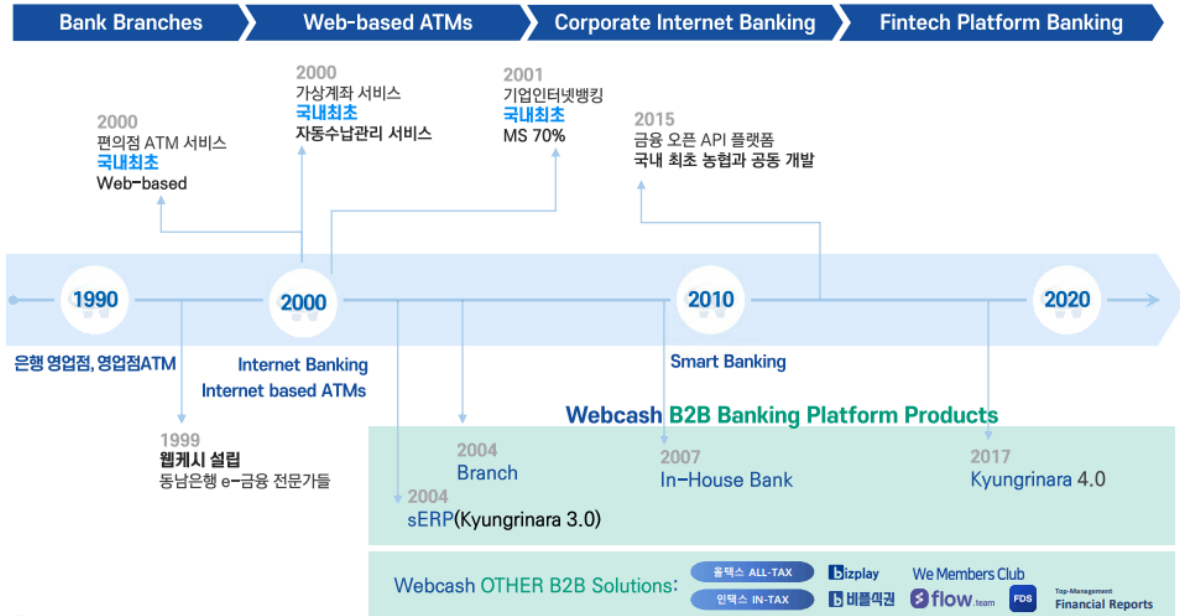 Bank Branches
Web-based ATMs
Corporate Internet Banking
Fintech Platform Banking
2000
편의점 ATM 서비스
국내최초
Web-based
2000
가상계좌 서비스
국내최초
자동수납관리 서비스
2001
기업인터넷뱅킹
국내최초
MS 70%
2015
금융 오픈 API 플랫폼
국내 최초 농협과 공동 개발
1990
2000
2010
2020
은행 영업점, 영업점ATM
Internet Banking
Internet based ATMs
Smart Banking
1999
웹케시 설립
동남은행 e-금융 전문가들
Webcash B2B Banking Platform Products
2004
Branch
2004
sERP(Kyungrinara 3.0)
2007
In-House Bank
2017
Kyungrinara 4.0
Webcash OTHER B2B Solutions:
올택스 ALL-TAX
인택스 IN-TAX
bizplay
b 비플식권
We Members Club
flow.team
FDS
Top-Management
Financial Reports